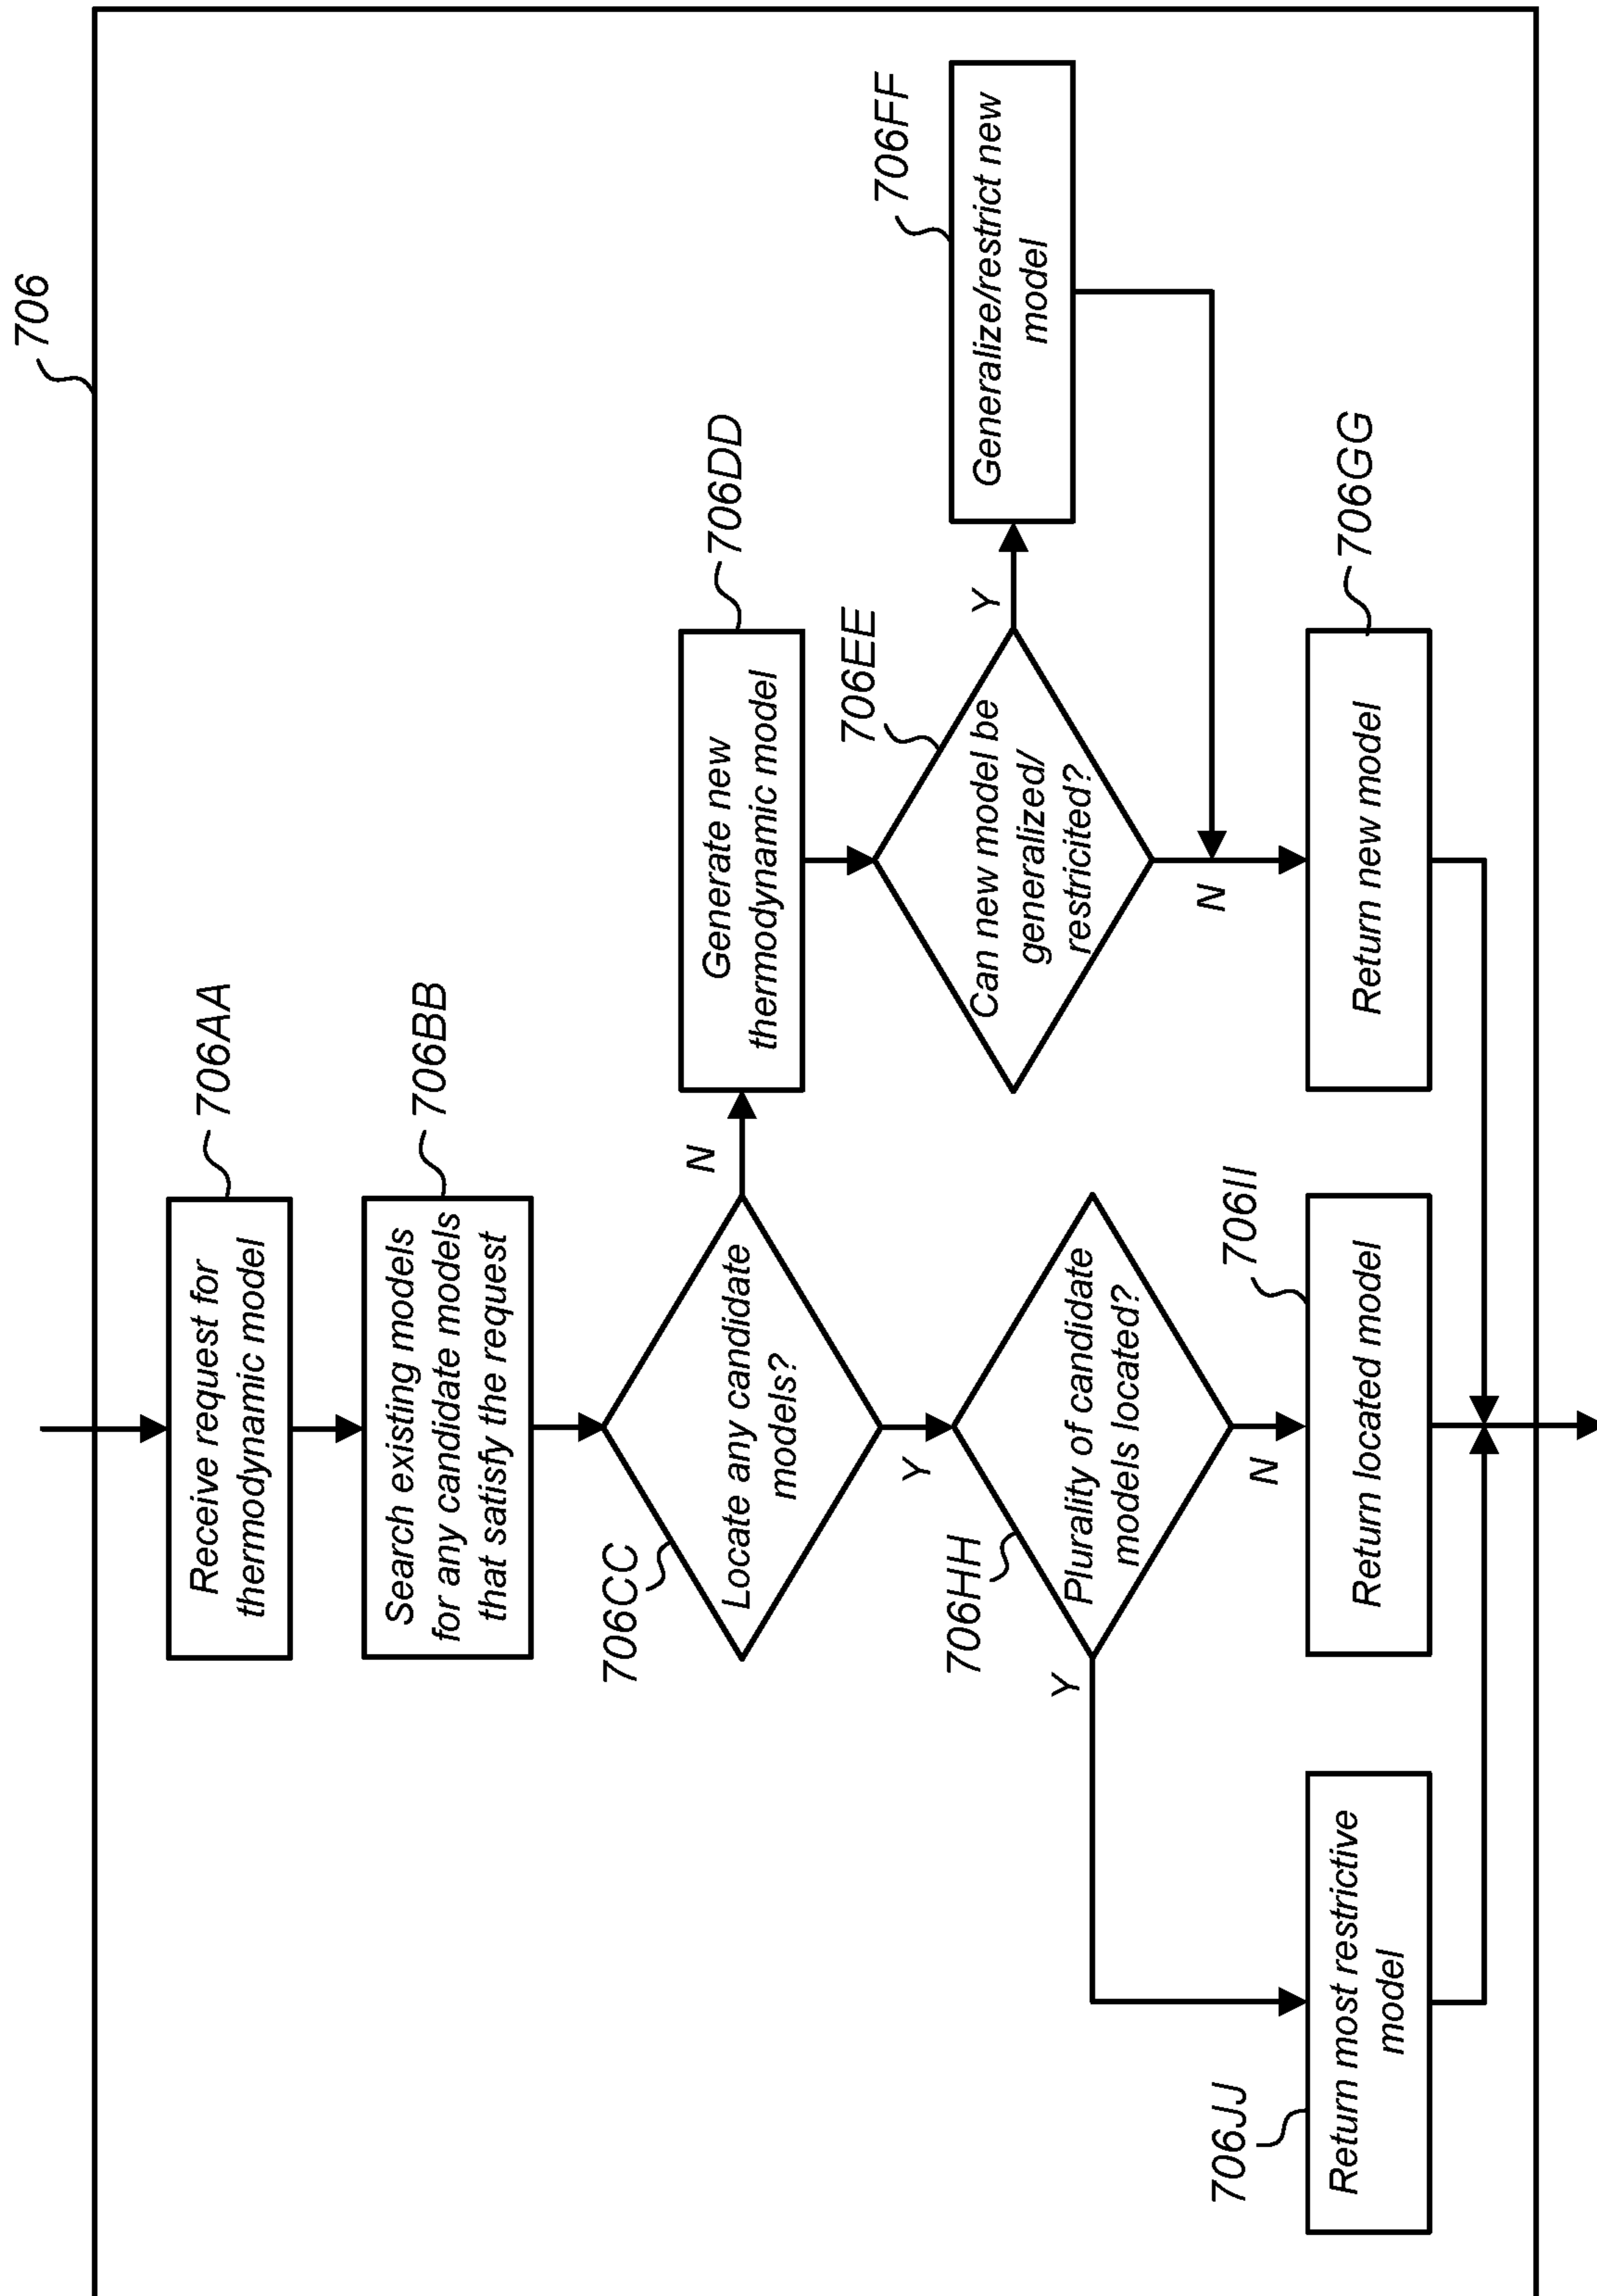 706
706AA
Receive request for
thermodynamic model
706BB
Search existing models
for any candidate models
that satisfy the request
706CC
Locate any candidate
models?
N
Y
706DD
Generate new
thermodynamic model
706EE
Can new model be
generalized/
restricited?
Y
N
706FF
Generalize/restrict new
model
706HH
Plurality of candidate
models located?
Y
N
706JJ
Return most restrictive
model
706II
Return located model
706GG
Return new model